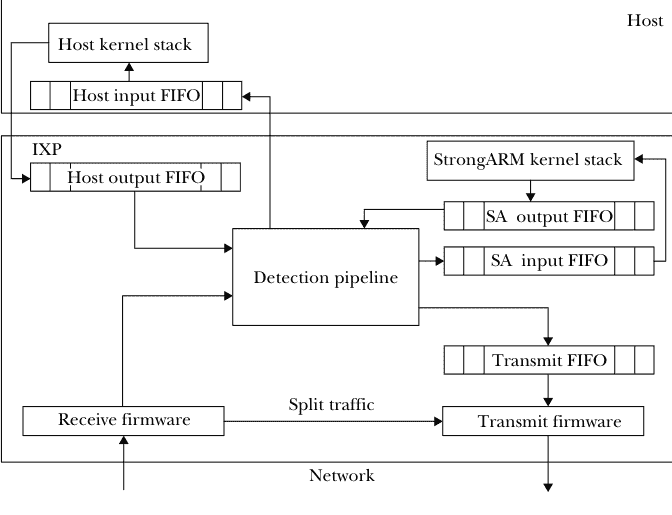 Host
Host kernel stack
Host input FIFO
IXP
StrongARM kernel stack
Host output FIFO
SA output FIFO
SA input FIFO
Detection pipeline
Transmit FIFO
Split traffic
Receive firmware
Transmit firmware
Network